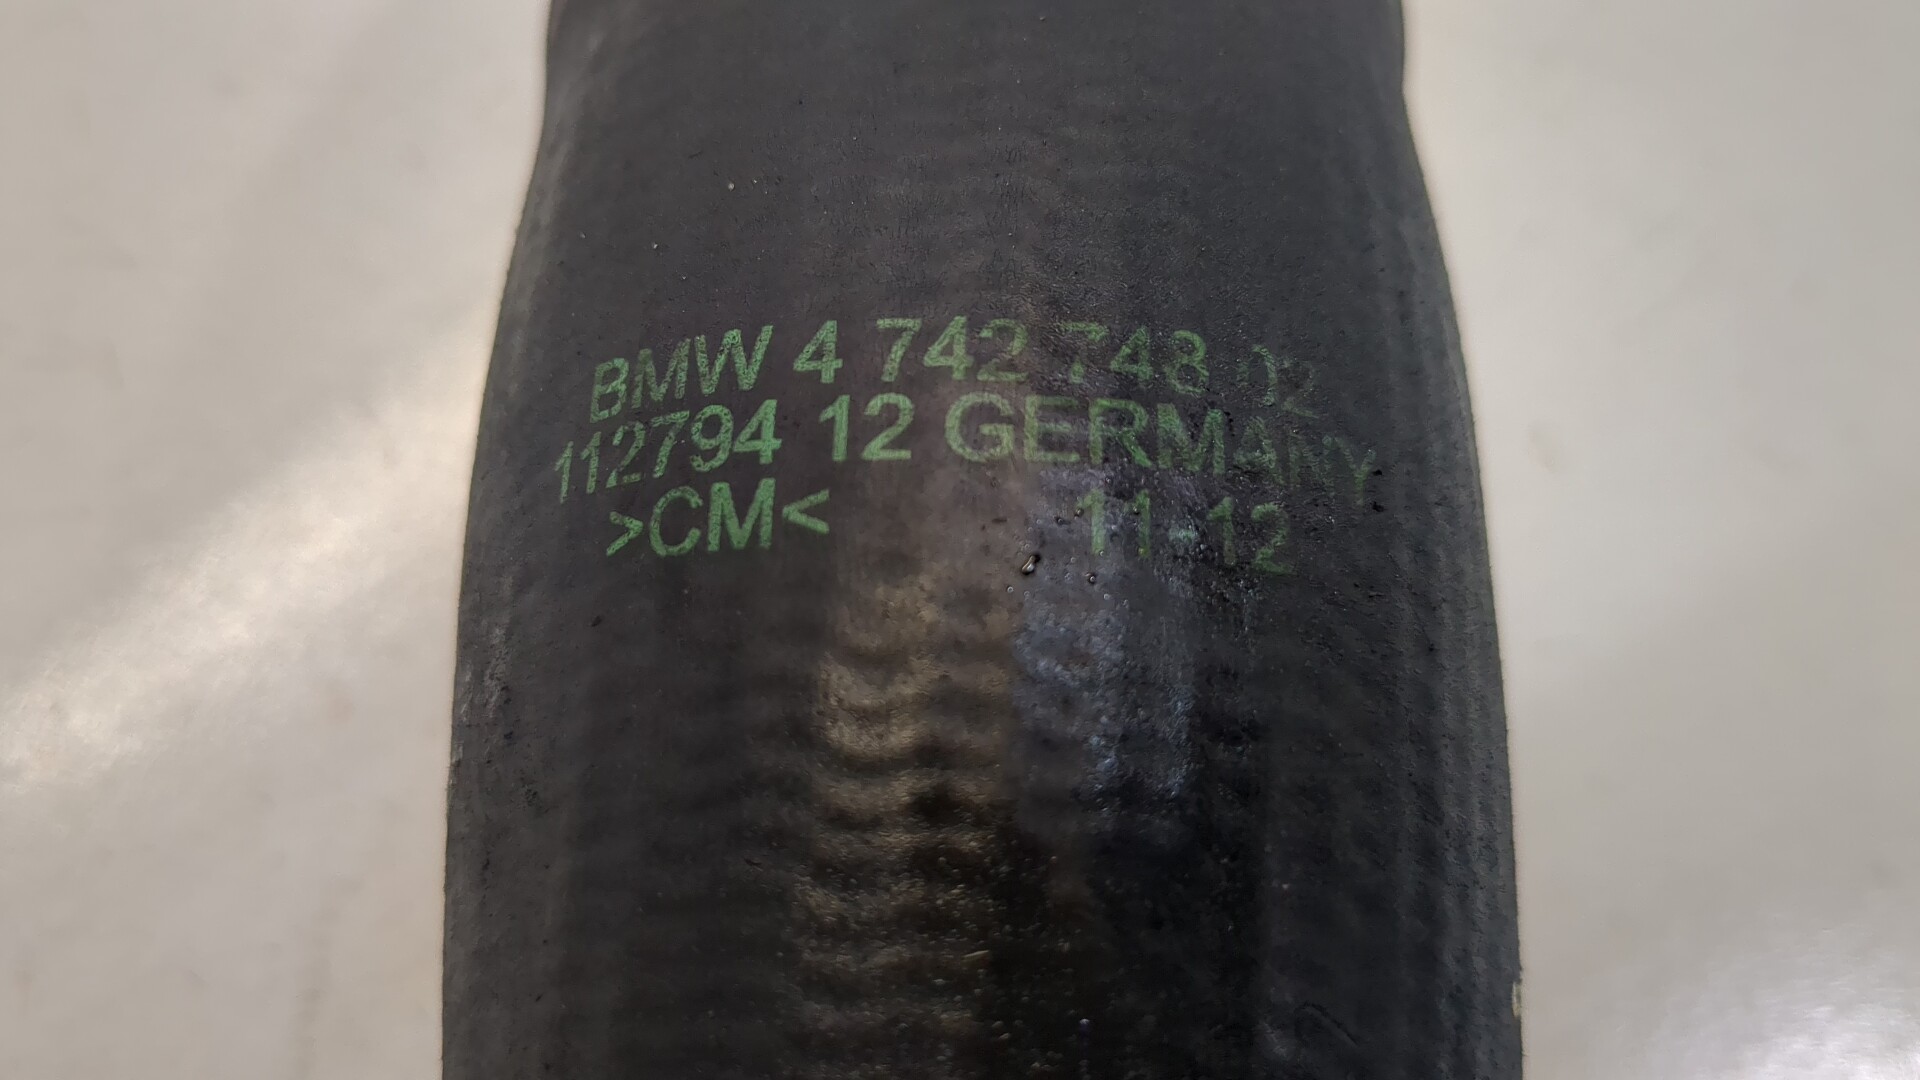 BMW 4 742 748 02
112794 12 GERMANY
>CM< 11.12